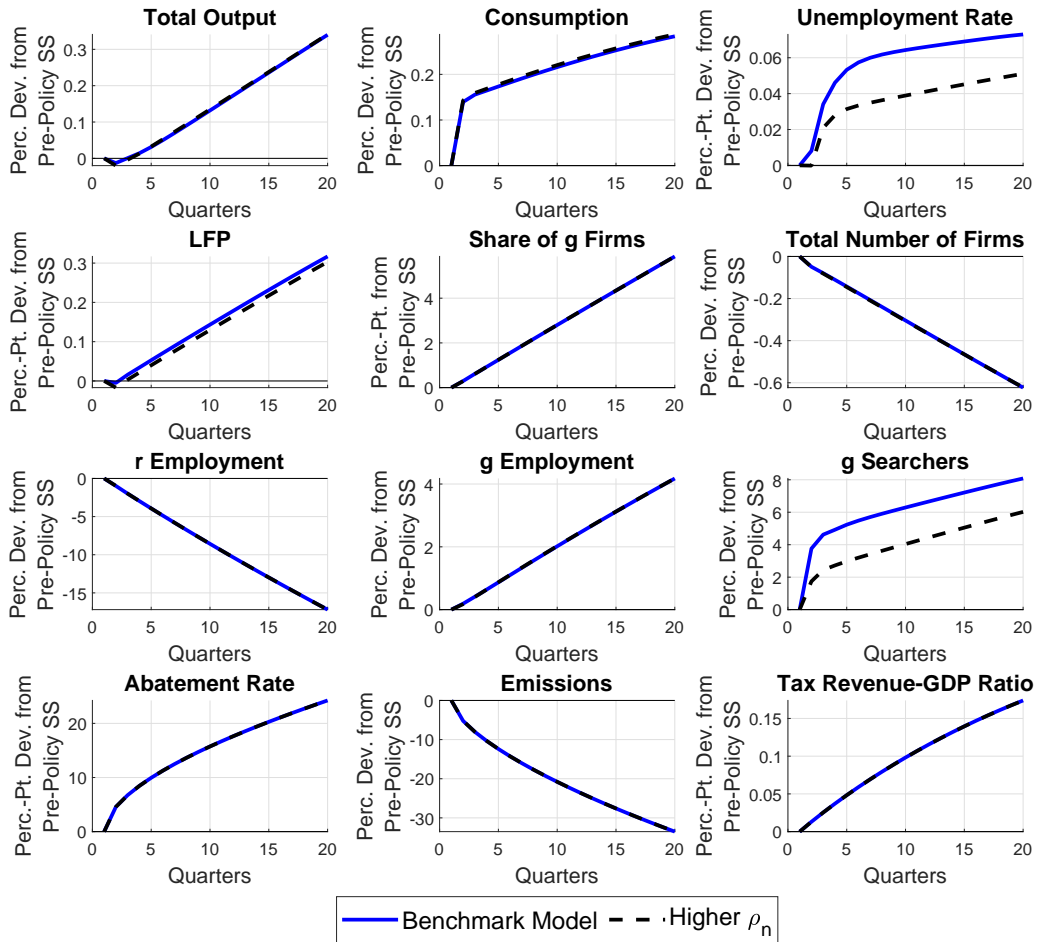 Total Output
Perc. Dev. from
Pre-Policy SS
0.3
0.2
0.1
0
0 5 10 15 20
Quarters
Consumption
Perc. Dev. from
Pre-Policy SS
0.2
0.1
0
0 5 10 15 20
Quarters
Unemployment Rate
Perc.-Pt. Dev. from
Pre-Policy SS
0.06
0.04
0.02
0
0 5 10 15 20
Quarters
LFP
Perc.-Pt. Dev. from
Pre-Policy SS
0.3
0.2
0.1
0
0 5 10 15 20
Quarters
Share of g Firms
Perc.-Pt. from
Pre-Policy SS
4
2
0
0 5 10 15 20
Quarters
Total Number of Firms
Perc. Dev. from
Pre-Policy SS
0
-0.2
-0.4
-0.6
0 5 10 15 20
Quarters
r Employment
Perc. Dev. from
Pre-Policy SS
0
-5
-10
-15
0 5 10 15 20
Quarters
g Employment
Perc. Dev. from
Pre-Policy SS
4
2
0
0 5 10 15 20
Quarters
g Searchers
Perc. Dev. from
Pre-Policy SS
8
6
4
2
0
0 5 10 15 20
Quarters
Abatement Rate
Perc.-Pt. Dev. from
Pre-Policy SS
20
10
0
0 5 10 15 20
Quarters
Emissions
Perc. Dev. from
Pre-Policy SS
0
-10
-20
-30
0 5 10 15 20
Quarters
Tax Revenue-GDP Ratio
Perc.-Pt. Dev. from
Pre-Policy SS
0.15
0.1
0.05
0
0 5 10 15 20
Quarters
Benchmark Model Higher ρn